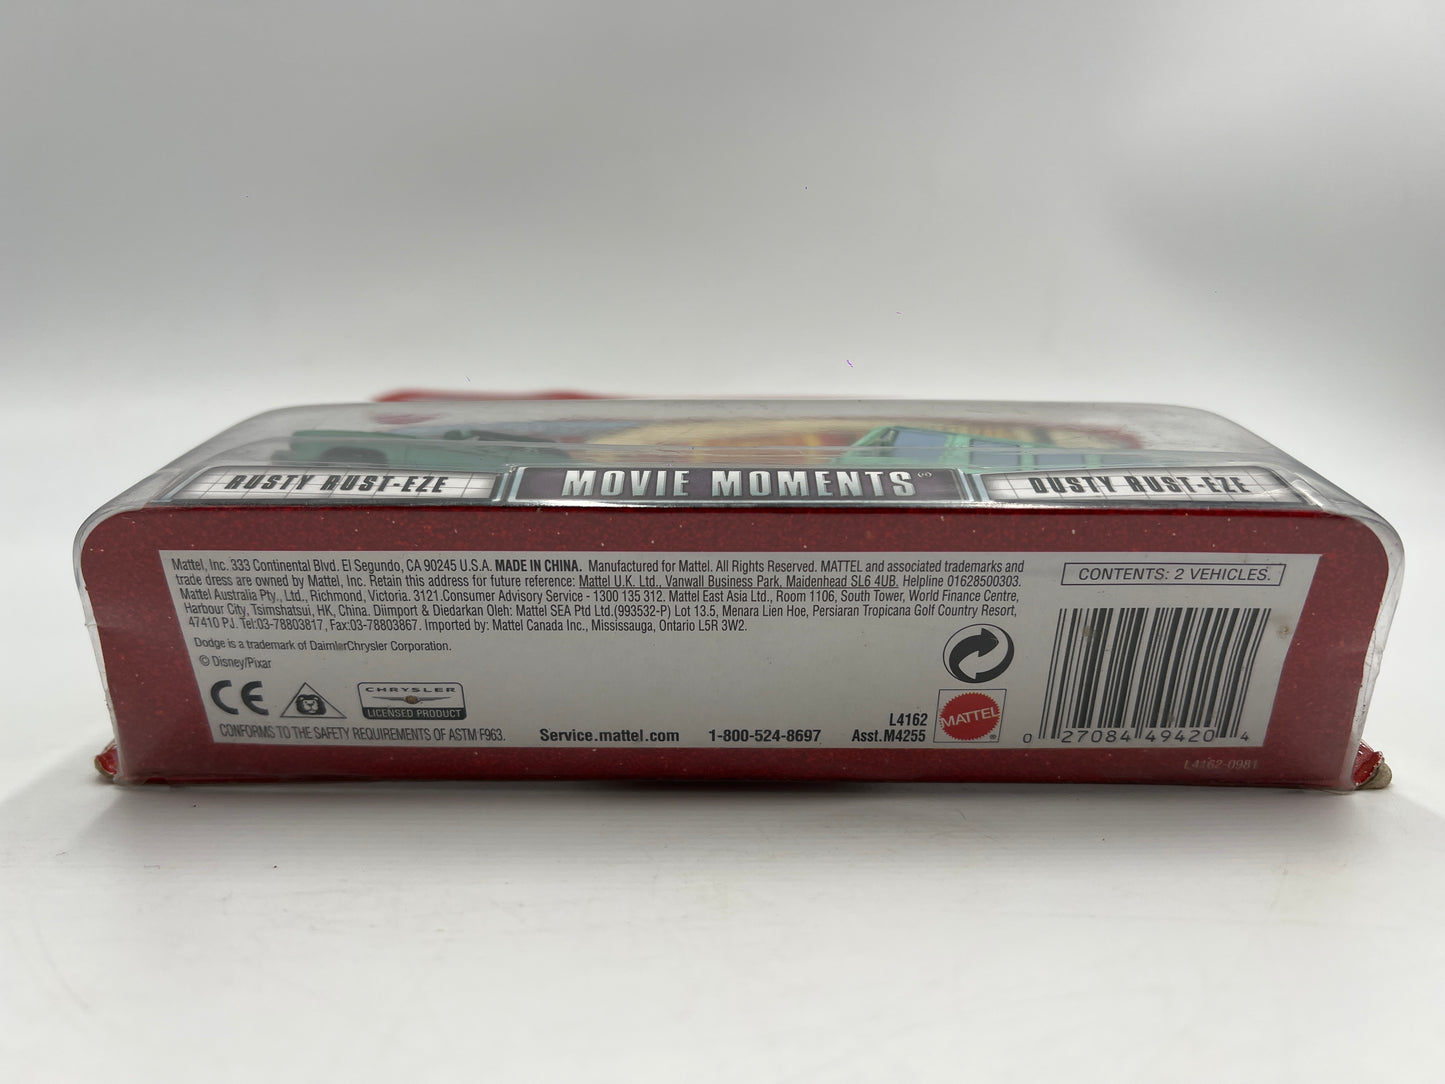 RUSTY RUST-EZE
MOVIE MOMENTS
DUSTY RUST-EZE
Mattel, Inc. 333 Continental Blvd. El Segundo, CA 90245 U.S.A. MADE IN CHINA. Manufactured for Mattel. All Rights Reserved. MATTEL and associated trademarks and
trade dress are owned by Mattel, Inc. Retain this address for future reference: Mattel U.K. Ltd., Vanwall Business Park, Maidenhead SL6 4UB. Helpline 01628500303.
Mattel Australia Pty., Ltd., Richmond, Victoria. 3121.Consumer Advisory Service - 1300 135 312. Mattel East Asia Ltd., Room 1106, South Tower, World Finance Centre,
Harbour City, Tsimshatsui, HK, China. Diimport & Diedarkan Oleh: Mattel SEA Ptd Ltd.(993532-P) Lot 13.5, Menara Lien Hoe, Persiaran Tropicana Golf Country Resort,
47410 PJ. Tel:03-78803817, Fax:03-78803867. Imported by: Mattel Canada Inc., Mississauga, Ontario L5R 3W2.
Dodge is a trademark of DaimlerChrysler Corporation.
© Disney/Pixar
CE
CHRYSLER
LICENSED PRODUCT
CONFORMS TO THE SAFETY REQUIREMENTS OF ASTM F963.
Service.mattel.com 1-800-524-8697
L4162
Asst.M4255
MATTEL
®
CONTENTS: 2 VEHICLES.
0 27084 49420 4
L4162-0981